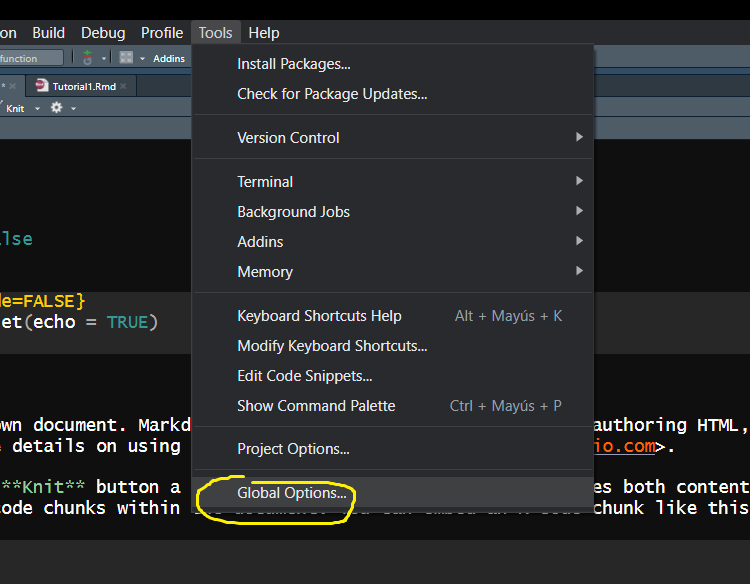 on Build Debug Profile Tools Help
function Addins
Tutorial1.Rmd
Knit
Install Packages...
Check for Package Updates...
Version Control
Terminal
Background Jobs
Addins
Memory
lse
de=FALSE}
et(echo = TRUE)
Keyboard Shortcuts Help Alt + Mayús + K
Modify Keyboard Shortcuts...
Edit Code Snippets...
Show Command Palette Ctrl + Mayús + P
own document. Markd authoring HTML,
e details on using io.com>.
Project Options...
**Knit** button a es both content
Global Options...
ode chunks within chunk like this